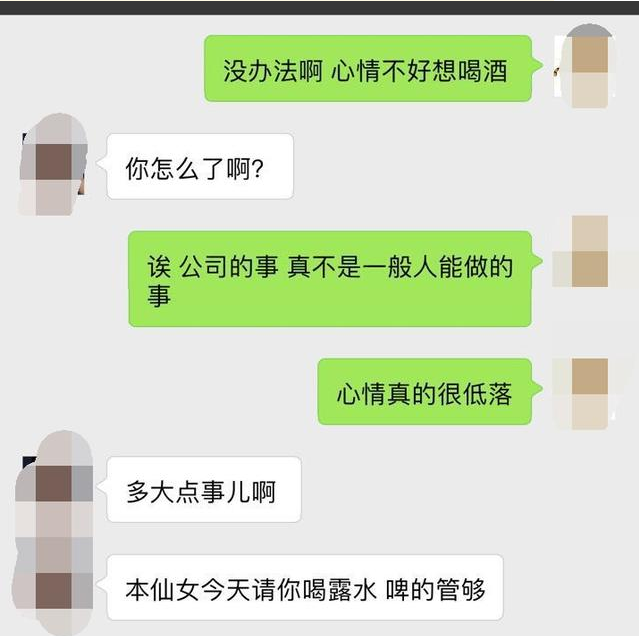 没办法啊 心情不好想喝酒
你怎么了啊?
诶 公司的事 真不是一般人能做的
事
心情真的很低落
多大点事儿啊
本仙女今天请你喝露水 啤的管够